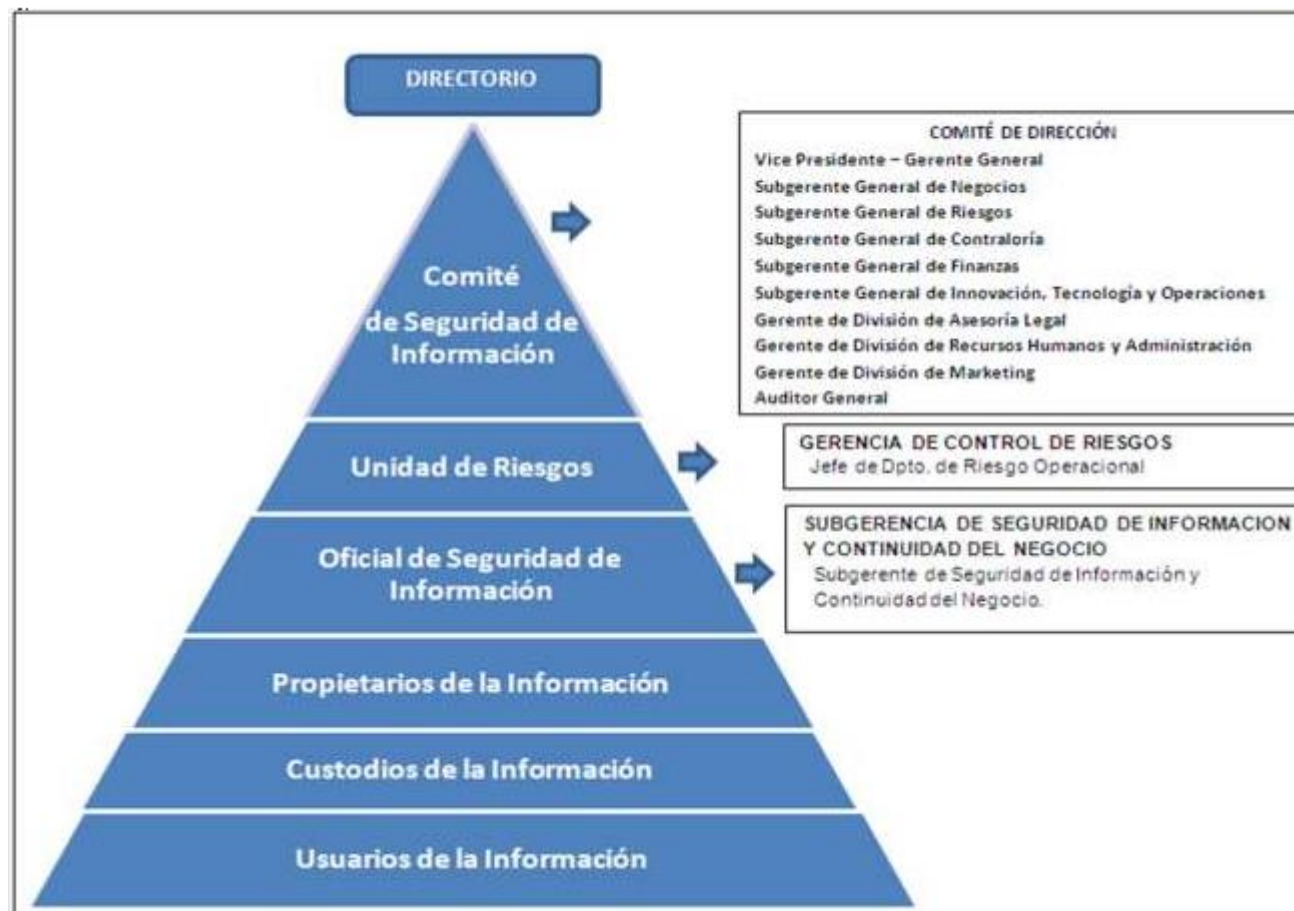 DIRECTORIO
Comité
de Seguridad de
Información
Unidad de Riesgos
Oficial de Seguridad de
Información
Propietarios de la Información
Custodios de la Información
Usuarios de la Información
COMITÉ DE DIRECCIÓN
Vice Presidente – Gerente General
Subgerente General de Negocios
Subgerente General de Riesgos
Subgerente General de Contraloría
Subgerente General de Finanzas
Subgerente General de Innovación, Tecnología y Operaciones
Gerente de División de Asesoría Legal
Gerente de División de Recursos Humanos y Administración
Gerente de División de Marketing
Auditor General
GERENCIA DE CONTROL DE RIESGOS
Jefe de Dpto. de Riesgo Operacional
SUBGERENCIA DE SEGURIDAD DE INFORMACION
Y CONTINUIDAD DEL NEGOCIO
Subgerente de Seguridad de Información y
Continuidad del Negocio.